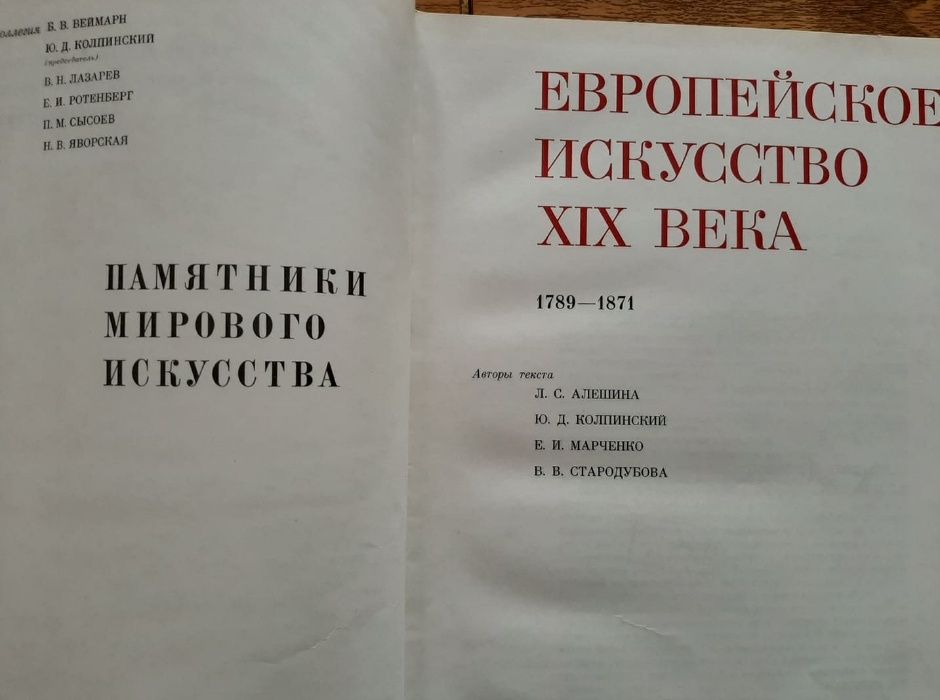 оллегия Б. В. ВЕЙМАРН
Ю. Д. КОЛПИНСКИЙ
(председатель)
В. Н. ЛАЗАРЕВ
Е. И. РОТЕНБЕРГ
П. М. СЫСОЕВ
Н. В. ЯВОРСКАЯ
ПАМЯТНИКИ
МИРОВОГО
ИСКУССТВА
ЕВРОПЕЙСКОЕ
ИСКУССТВО
XIX ВЕКА
1789—1871
Авторы текста
Л. С. АЛЕШИНА
Ю. Д. КОЛПИНСКИЙ
Е. И. МАРЧЕНКО
В. В. СТАРОДУБОВА